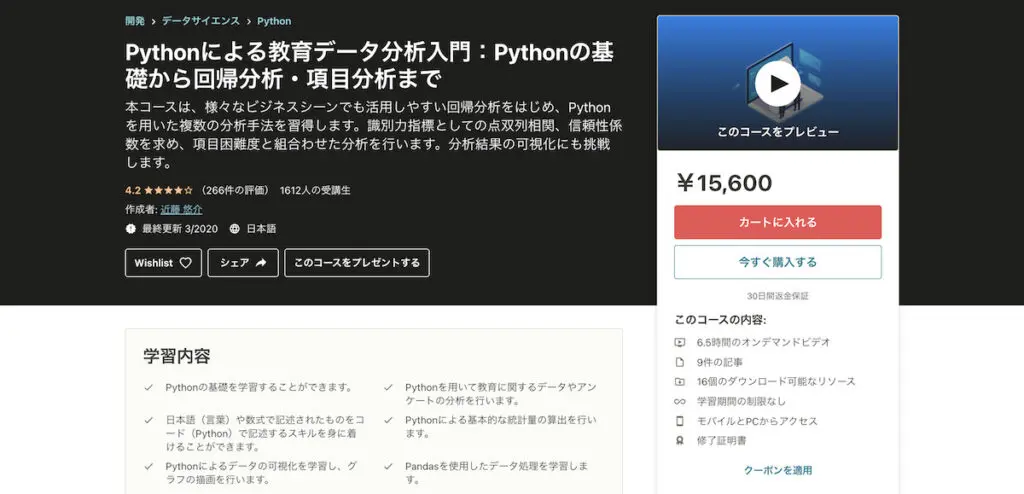 開発 > データサイエンス > Python
Pythonによる教育データ分析入門：Pythonの基
礎から回帰分析・項目分析まで
本コースは、様々なビジネスシーンでも活用しやすい回帰分析をはじめ、Python
を用いた複数の分析手法を習得します。識別力指標としての点双列相関、信頼性係
数を求め、項目困難度と組合わせた分析を行います。分析結果の可視化にも挑戦
します。
4.2 ★★★★☆ （266件の評価） 1612人の受講生
作成者: 近藤 悠介
最終更新 3/2020 日本語
Wishlist ♡ シェア このコースをプレゼントする
このコースをプレビュー
￥15,600
カートに入れる
今すぐ購入する
30日間返金保証
このコースの内容:
6.5時間のオンデマンドビデオ
9件の記事
16個のダウンロード可能なリソース
学習期間の制限なし
モバイルとPCからアクセス
修了証明書
クーポンを適用
学習内容
Pythonの基礎を学習することができます。
日本語（言葉）や数式で記述されたものをコ
ード（Python）で記述するスキルを身に着
けることができます。
Pythonによるデータの可視化を学習し、グ
ラフの描画を行います。
Pythonを用いて教育に関するデータやアン
ケートの分析を行います。
Pythonによる基本的な統計量の算出を行い
ます。
Pandasを使用したデータ処理を学習しま
す。